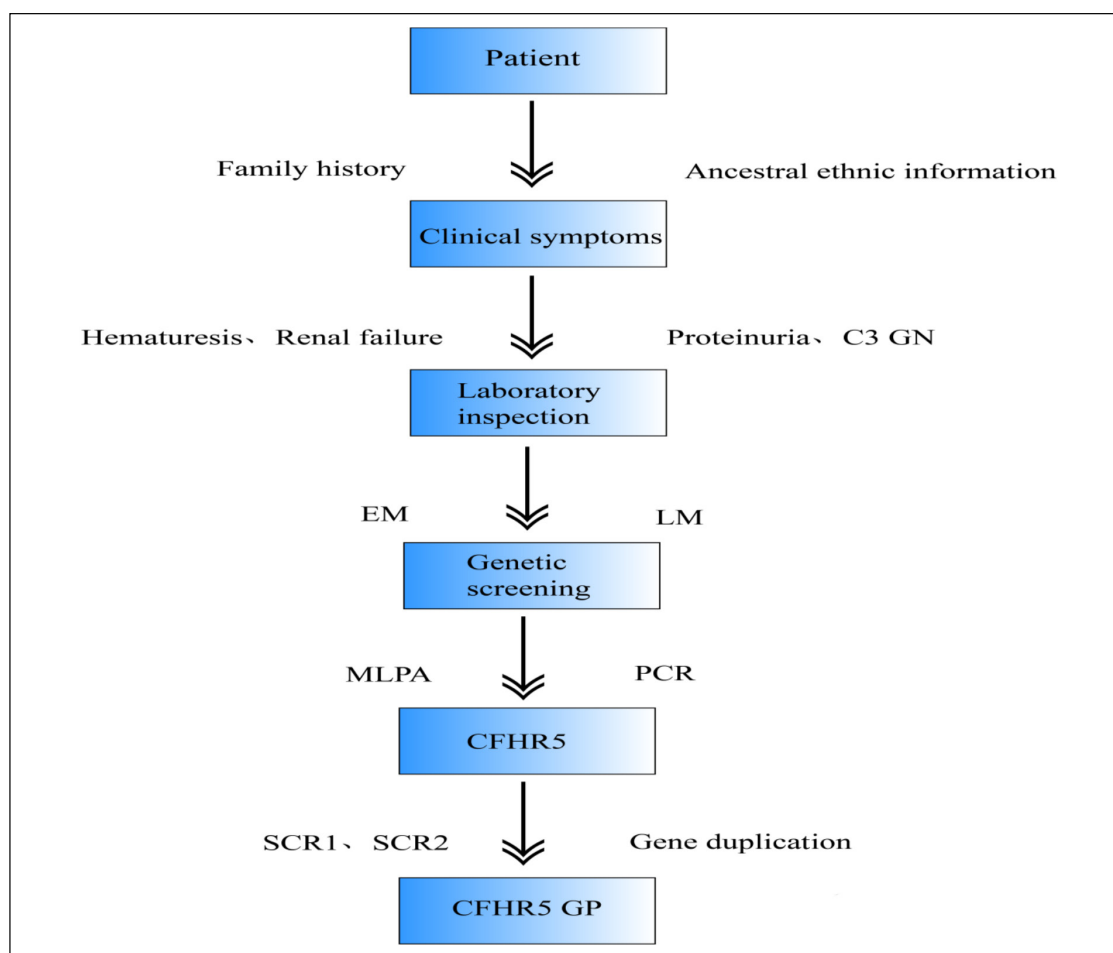 Patient
Family history
Ancestral ethnic information
Clinical symptoms
Hematuresis、Renal failure
Proteinuria、C3 GN
Laboratory
inspection
EM
LM
Genetic
screening
MLPA
PCR
CFHR5
SCR1、SCR2
Gene duplication
CFHR5 GP